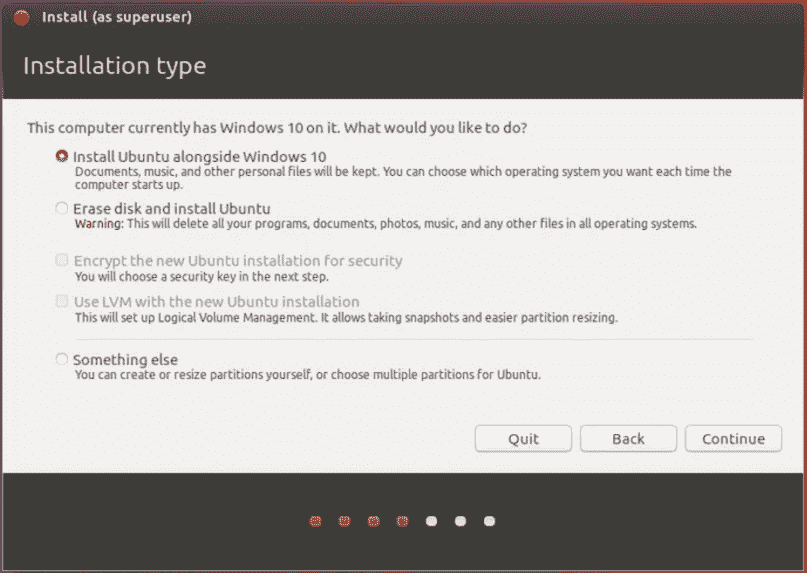 Install (as superuser)
Installation type
This computer currently has Windows 10 on it. What would you like to do?
Install Ubuntu alongside Windows 10
Documents, music, and other personal files will be kept. You can choose which operating system you want each time the
computer starts up.
Erase disk and install Ubuntu
Warning: This will delete all your programs, documents, photos, music, and any other files in all operating systems.
Encrypt the new Ubuntu installation for security
You will choose a security key in the next step.
Use LVM with the new Ubuntu installation
This will set up Logical Volume Management. It allows taking snapshots and easier partition resizing.
Something else
You can create or resize partitions yourself, or choose multiple partitions for Ubuntu.
Quit Back Continue